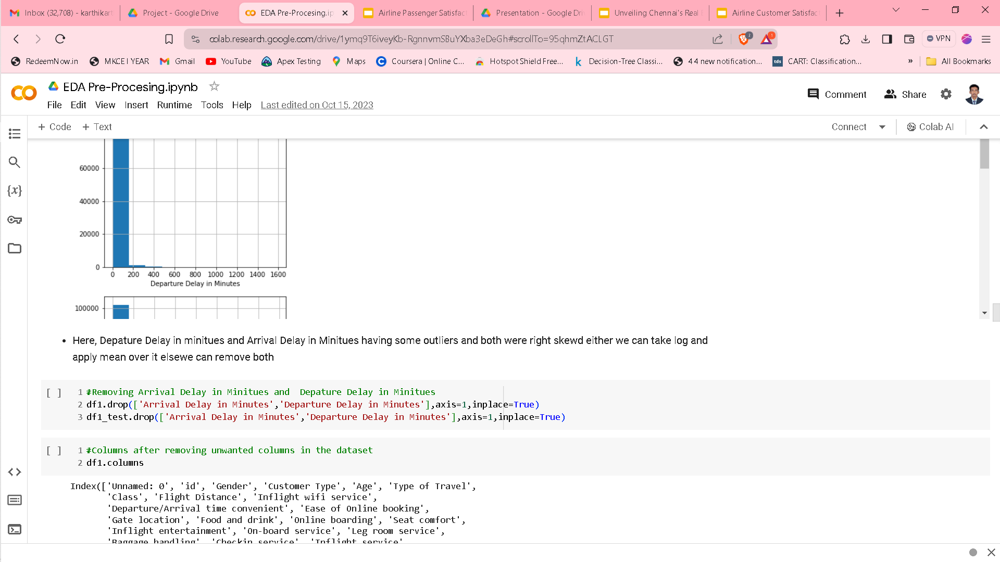 Inbox (32,708) - karthikart
Project - Google Drive
EDA Pre-Procesing.ip
Airline Passenger Satisfact
Presentation - Google Driv
Unveiling Chennai's Real
Airline Customer Satisfact
colab.research.google.com/drive/1ymq9T6iveyKb-RgnnvmSBuYXba3eDeGh#scrollTo=95qhmZtACLGT
2
1
VPN
RedeemNow.in
MKCE I YEAR
Gmail
YouTube
Apex Testing
Maps
Coursera | Online C...
Hotspot Shield Free...
Decision-Tree Classi...
4 4 new notification...
tds
CART: Classification...
»
All Bookmarks
EDA Pre-Procesing.ipynb
Comment
Share
File Edit View Insert Runtime Tools Help Last edited on Oct 15, 2023
+ Code + Text
Connect
Colab AI
{x}
60000
40000
20000
0
0 200 400 600 800 1000 1200 1400 1600
Departure Delay in Minutes
100000
• Here, Depature Delay in minitues and Arrival Delay in Minitues having some outliers and both were right skewd either we can take log and
apply mean over it elsewe can remove both
[ ] 1 #Removing Arrival Delay in Minitues and  Depature Delay in Minitues
2 df1.drop(['Arrival Delay in Minutes','Departure Delay in Minutes'],axis=1,inplace=True)
3 df1_test.drop(['Arrival Delay in Minutes','Departure Delay in Minutes'],axis=1,inplace=True)
[ ] 1 #Columns after removing unwanted columns in the dataset
2 df1.columns
Index(['Unnamed: 0', 'id', 'Gender', 'Customer Type', 'Age', 'Type of Travel',
'Class', 'Flight Distance', 'Inflight wifi service',
'Departure/Arrival time convenient', 'Ease of Online booking',
'Gate location', 'Food and drink', 'Online boarding', 'Seat comfort',
'Inflight entertainment', 'On-board service', 'Leg room service',
'Baggage handling', 'Checkin service', 'Inflight service',